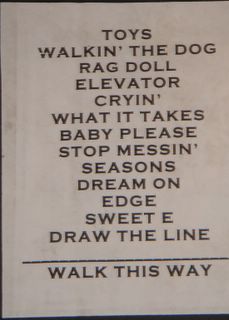 TOYS
WALKIN' THE DOG
RAG DOLL
ELEVATOR
CRYIN'
WHAT IT TAKES
BABY PLEASE
STOP MESSIN'
SEASONS
DREAM ON
EDGE
SWEET E
DRAW THE LINE
WALK THIS WAY